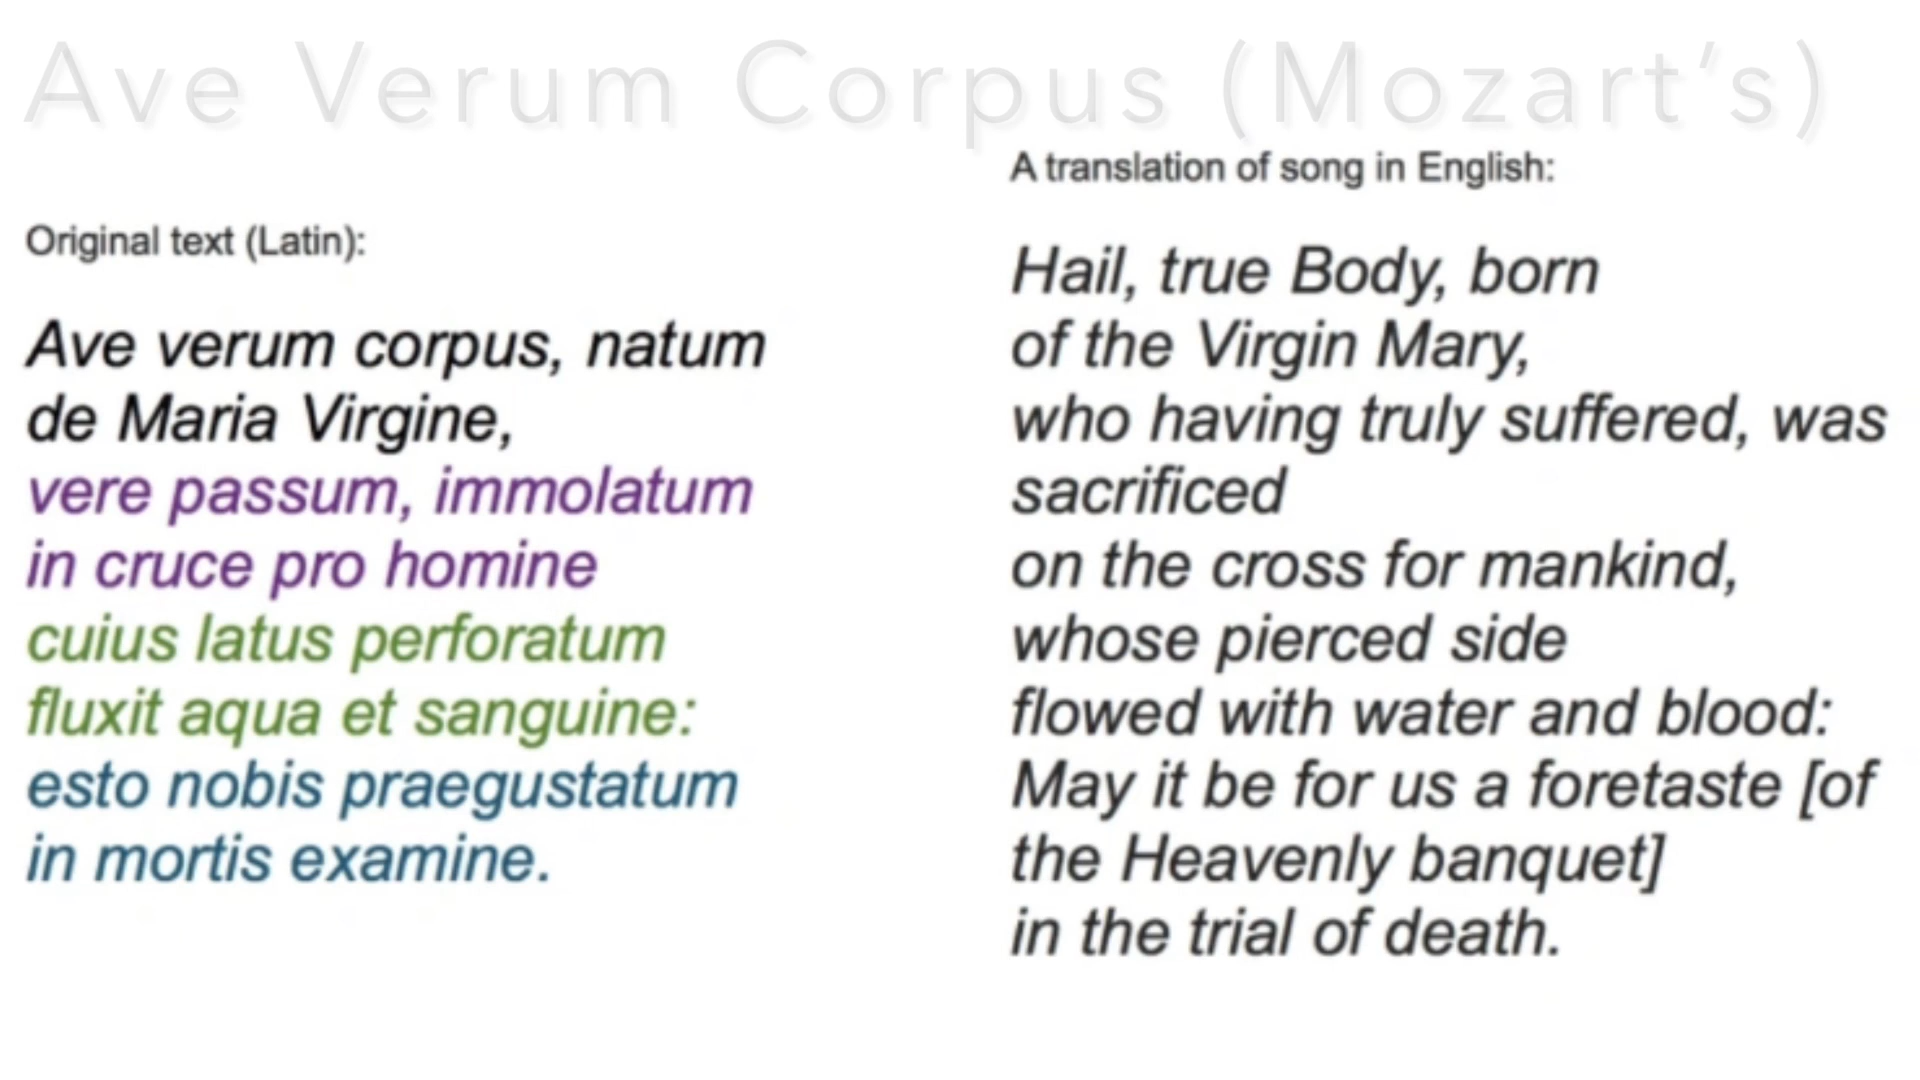 Ave Verum Corpus (Mozart’s)
Original text (Latin):
Ave verum corpus, natum
de Maria Virgine,
vere passum, immolatum
in cruce pro homine
cuius latus perforatum
fluxit aqua et sanguine:
esto nobis praegustatum
in mortis examine.
A translation of song in English:
Hail, true Body, born
of the Virgin Mary,
who having truly suffered, was
sacrificed
on the cross for mankind,
whose pierced side
flowed with water and blood:
May it be for us a foretaste [of
the Heavenly banquet]
in the trial of death.